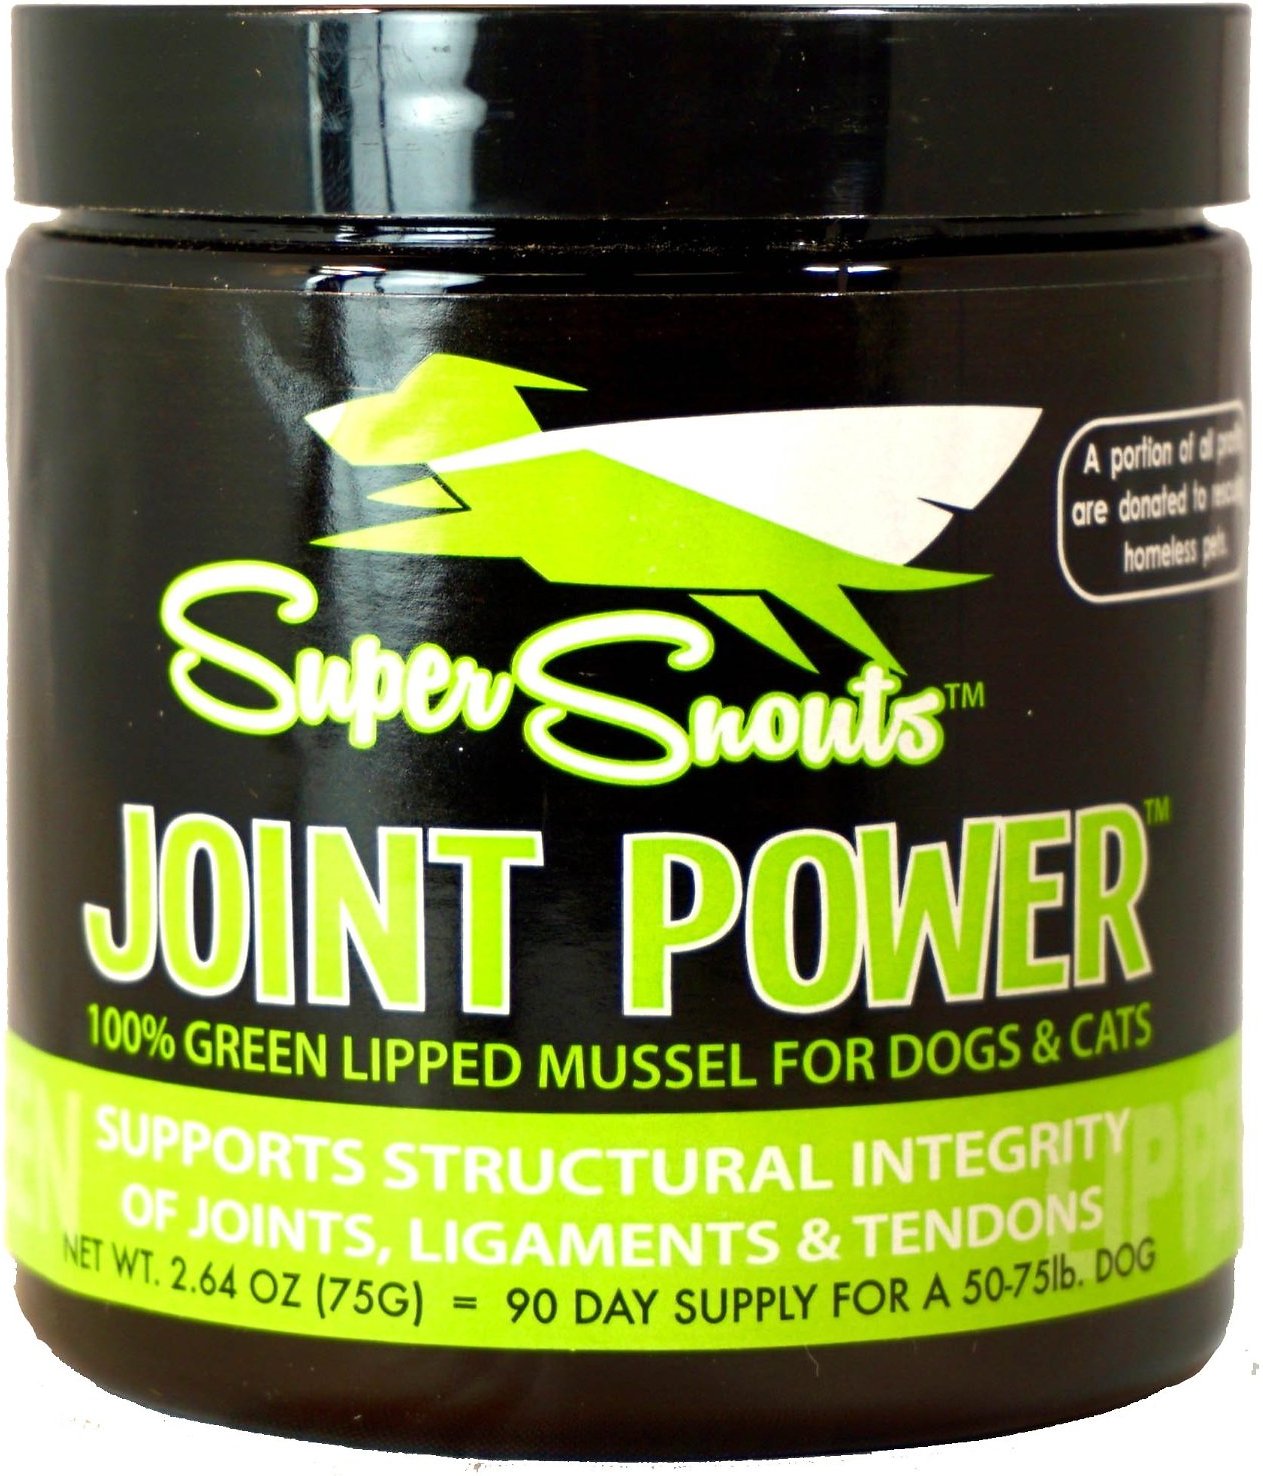 A portion of all profits
are donated to rescue
homeless pets.
Super Snouts™
JOINT POWER™
100% GREEN LIPPED MUSSEL FOR DOGS & CATS
SUPPORTS STRUCTURAL INTEGRITY
OF JOINTS, LIGAMENTS & TENDONS
NET WT. 2.64 OZ (75G) = 90 DAY SUPPLY FOR A 50-75lb. DOG